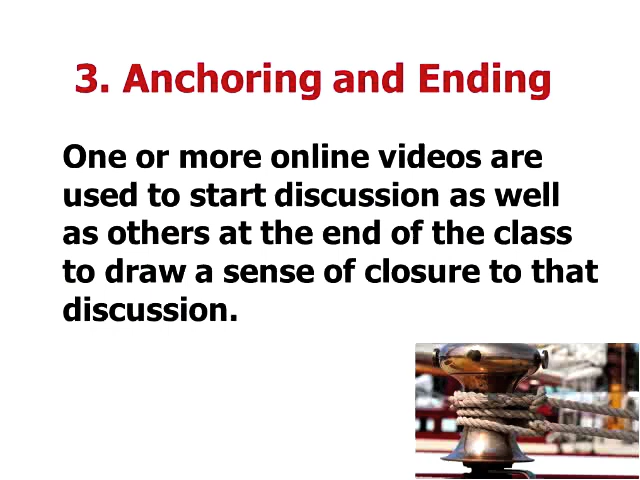 3. Anchoring and Ending
One or more online videos are
used to start discussion as well
as others at the end of the class
to draw a sense of closure to that
discussion.